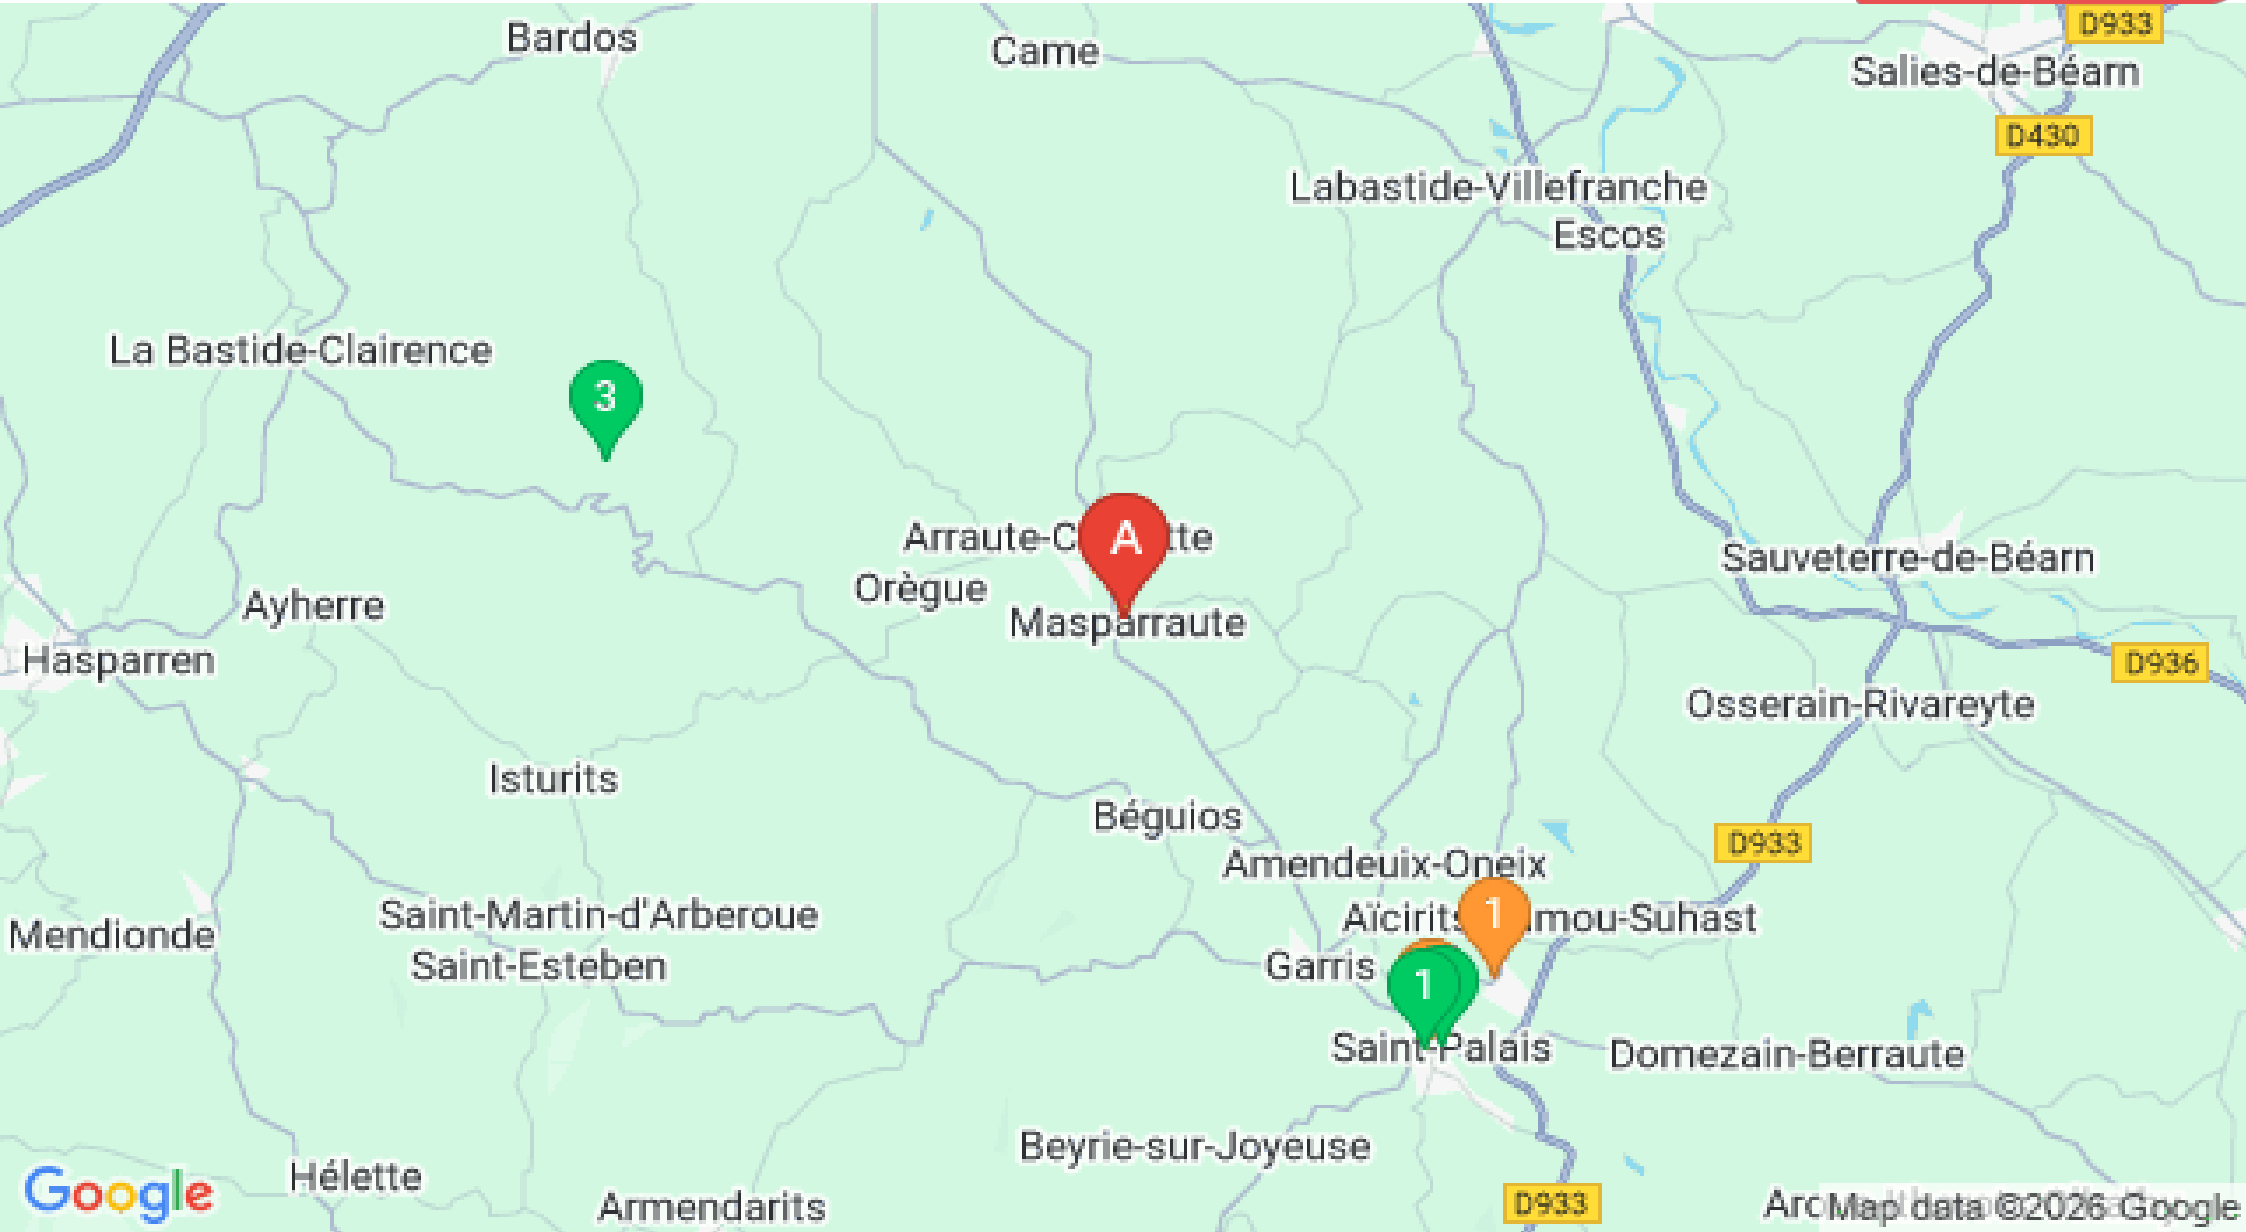 Bardos
Came
D933
Salies-de-Béarn
D430
Labastide-Villefranche
Escos
La Bastide-Clairence
3
A
Arraute-C tte
Orègue
Masparraute
Sauveterre-de-Béarn
Ayherre
Hasparren
D936
Osserain-Rivareyte
Isturits
Béguios
D933
Amendeuix-Oneix
Saint-Martin-d'Arberoue
Aïcirits 1 mou-Suhast
Mendionde
Saint-Esteben
Garris
1
Saint-Palais
Domezain-Berraute
Beyrie-sur-Joyeuse
Hélette
Google
Armendarits
D933
Map data ©2026 Google